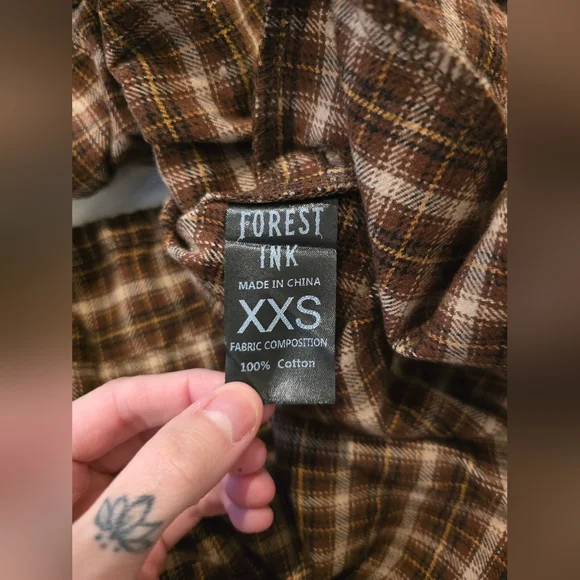 FOREST
INK
MADE IN CHINA
XXS
FABRIC COMPOSITION
100% Cotton